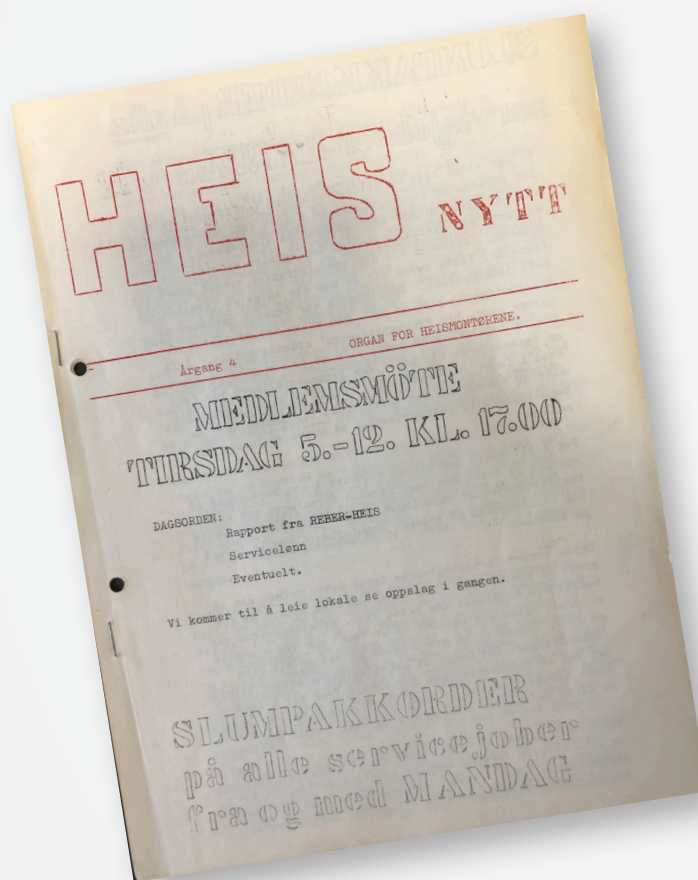 HEIS NYTT
Årgang 4 ORGAN FOR HEISMONTØRENE.
MEDLEMSMÖTE
TIRSDAG 5.-12. KL. 17.00
DAGSORDEN:
Rapport fra REBER-HEIS
Servicelønn
Eventuelt.
Vi kommer til å leie lokale se oppslag i gangen.
SLUMPAKKORDER
på alle servicejober
fra og med MANDAG